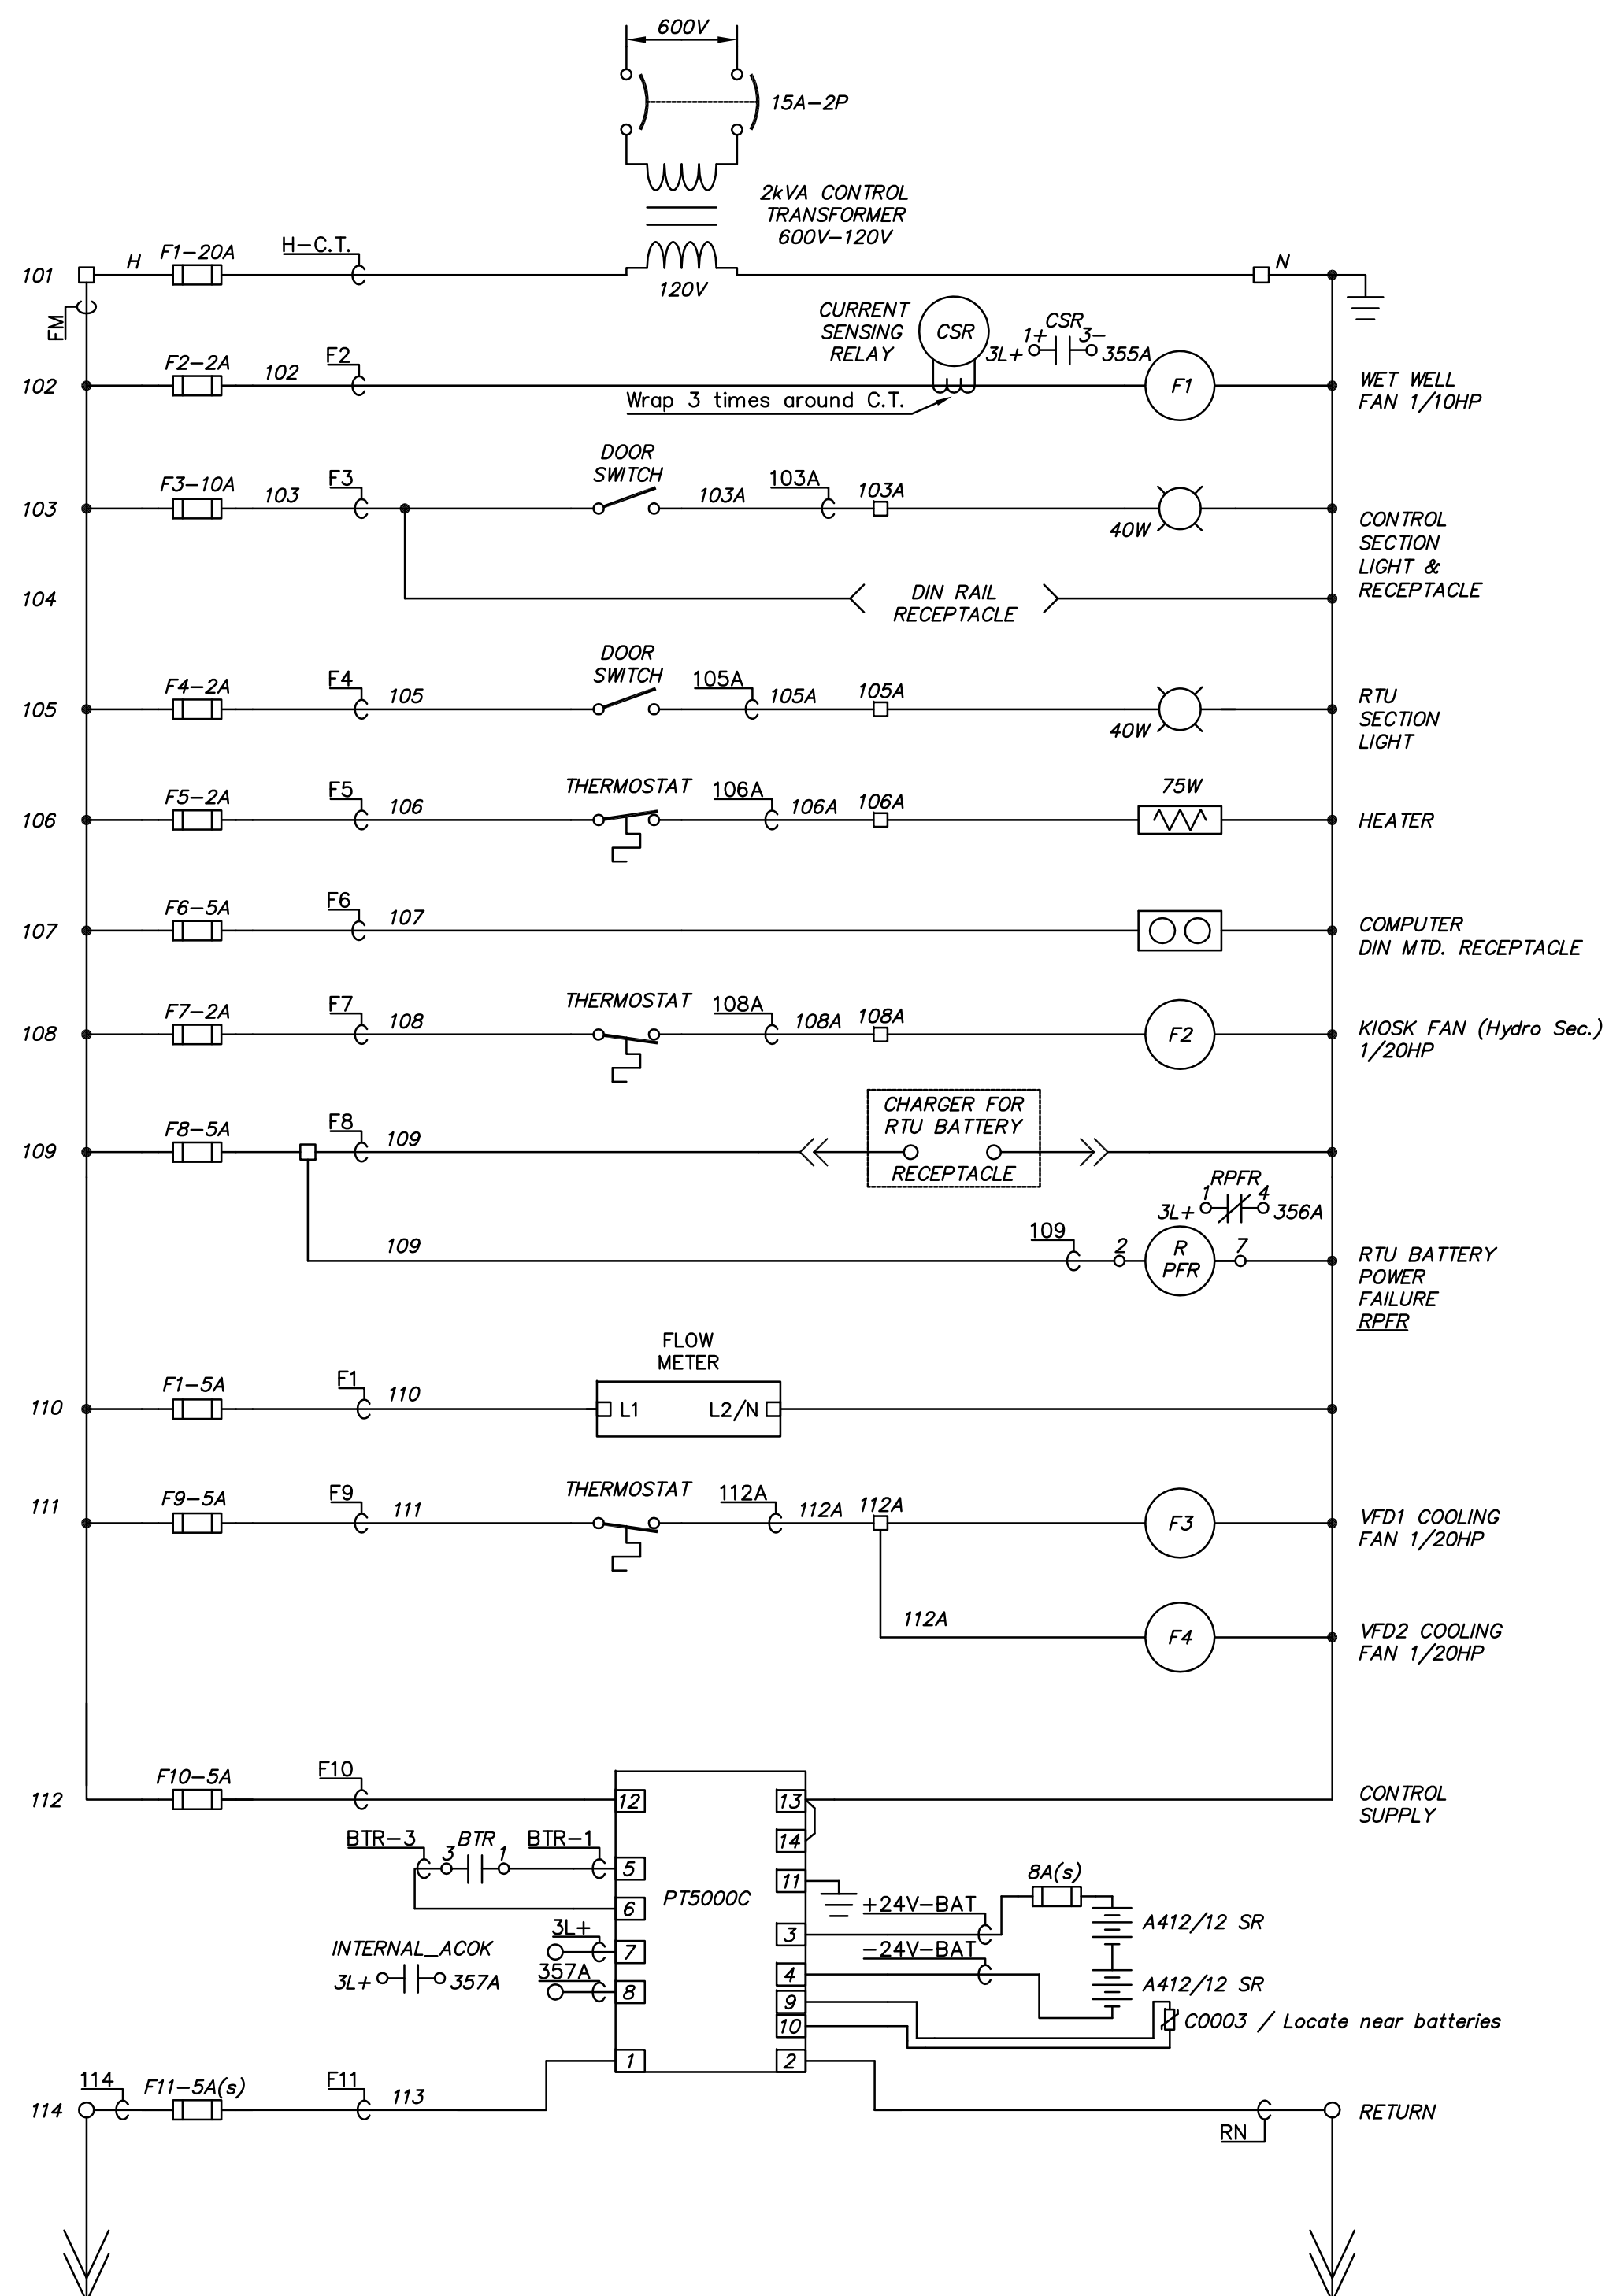 600V
15A-2P
2kVA CONTROL
TRANSFORMER
600V-120V
101
H
F1-20A
H-C.T.
120V
N
FM
CURRENT
SENSING
RELAY
CSR
CSR
1+
3-
3L+
355A
102
F2-2A
102
F2
Wrap 3 times around C.T.
F1
WET WELL
FAN 1/10HP
103
F3-10A
103
F3
DOOR
SWITCH
103A
103A
103A
40W
CONTROL
SECTION
LIGHT &
RECEPTACLE
104
DIN RAIL
RECEPTACLE
105
F4-2A
F4
105
DOOR
SWITCH
105A
105A
105A
40W
RTU
SECTION
LIGHT
106
F5-2A
F5
106
THERMOSTAT
106A
106A
106A
75W
HEATER
107
F6-5A
F6
107
COMPUTER
DIN MTD. RECEPTACLE
108
F7-2A
F7
108
THERMOSTAT
108A
108A
108A
F2
KIOSK FAN (Hydro Sec.)
1/20HP
109
F8-5A
F8
109
CHARGER FOR
RTU BATTERY
RECEPTACLE
RPFR
1
4
3L+
356A
109
109
2
R
PFR
7
RTU BATTERY
POWER
FAILURE
RPFR
FLOW
METER
110
F1-5A
F1
110
L1
L2/N
111
F9-5A
F9
111
THERMOSTAT
112A
112A
112A
F3
VFD1 COOLING
FAN 1/20HP
112A
F4
VFD2 COOLING
FAN 1/20HP
112
F10-5A
F10
12
13
CONTROL
SUPPLY
14
BTR-3
3
BTR
1
BTR-1
5
11
8A(s)
PT5000C
6
+24V-BAT
3
A412/12 SR
INTERNAL_ACOK
3L+
357A
3L+
7
-24V-BAT
4
357A
8
A412/12 SR
9
10
C0003 / Locate near batteries
1
2
114
114
F11-5A(s)
F11
113
RN
RETURN